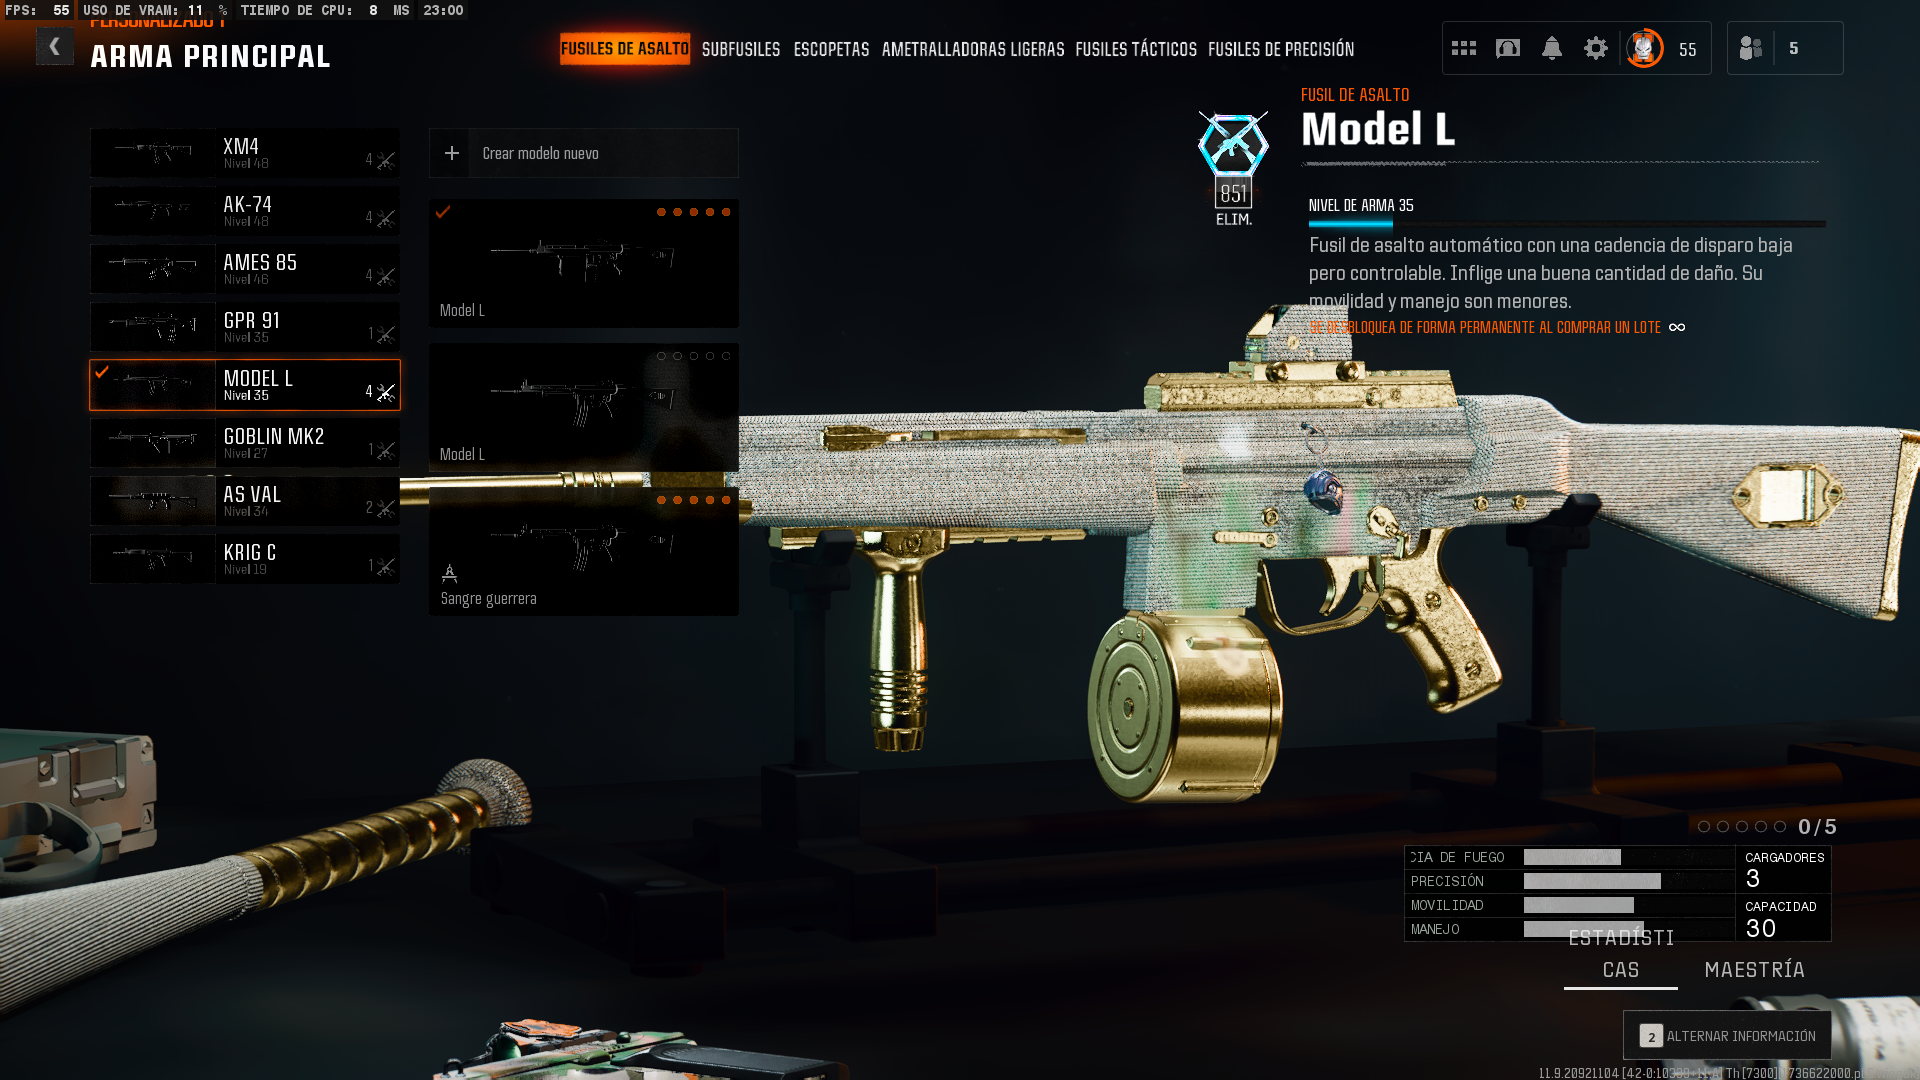 FPS: 55 USO DE VRAM: 11 % TIEMPO DE CPU: 8 MS 23:00
PERSONALIZADO 1
ARMA PRINCIPAL
FUSILES DE ASALTO SUBFUSILES ESCOPETAS AMETRALLADORAS LIGERAS FUSILES TÁCTICOS FUSILES DE PRECISIÓN
55
5
XM4
Nivel 48
4
AK-74
Nivel 48
4
AMES 85
Nivel 46
4
GPR 91
Nivel 35
1
MODEL L
Nivel 35
4
GOBLIN MK2
Nivel 27
1
AS VAL
Nivel 34
2
KRIG C
Nivel 19
1
Crear modelo nuevo
Model L
Model L
Sangre guerrera
851
ELIM.
FUSIL DE ASALTO
Model L
NIVEL DE ARMA 35
Fusil de asalto automático con una cadencia de disparo baja
pero controlable. Inflige una buena cantidad de daño. Su
movilidad y manejo son menores.
SE DESBLOQUEA DE FORMA PERMANENTE AL COMPRAR UN LOTE
0/5
CIA DE FUEGO
PRECISIÓN
MOVILIDAD
MANEJO
CARGADORES
3
CAPACIDAD
30
ESTADÍSTI
CAS
MAESTRÍA
2 ALTERNAR INFORMACIÓN